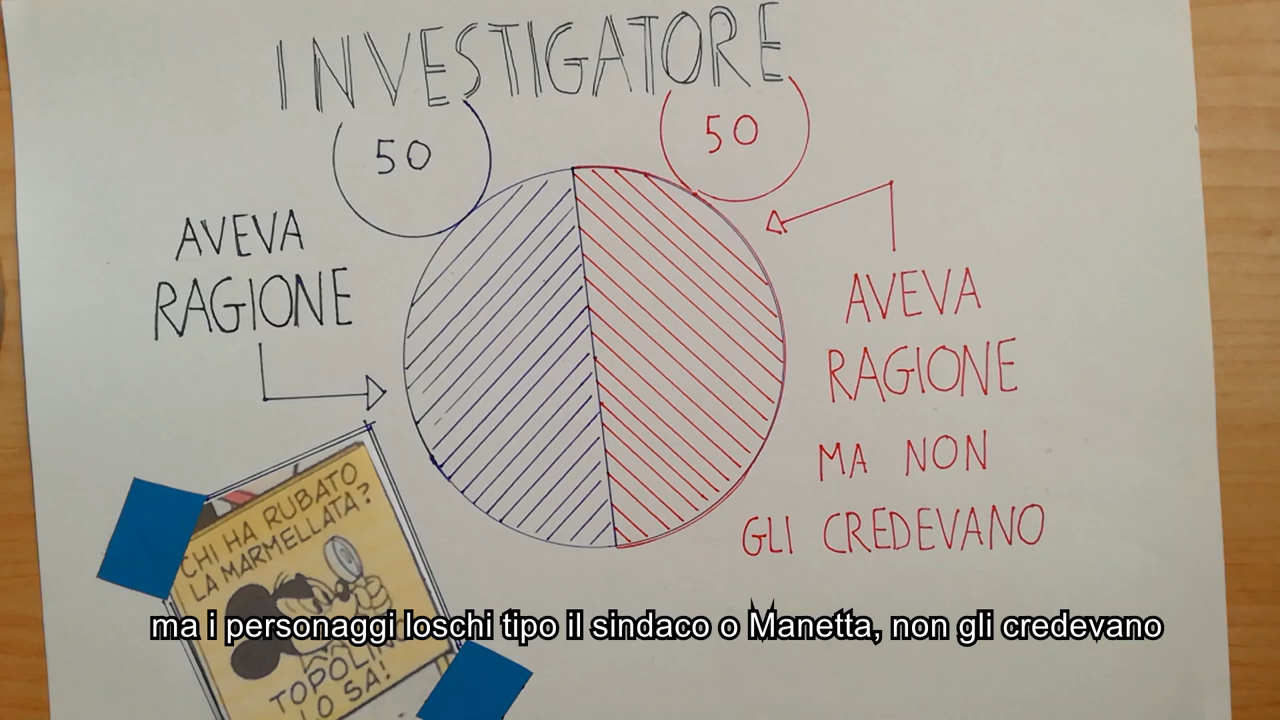 INVESTIGATORE
50
50
AVEVA
RAGIONE
AVEVA
RAGIONE
MA NON
GLI CREDEVANO
CHI HA RUBATO
LA MARMELLATA?
TOPOLINO
LO SA!
ma i personaggi loschi tipo il sindaco o Manetta, non gli credevano